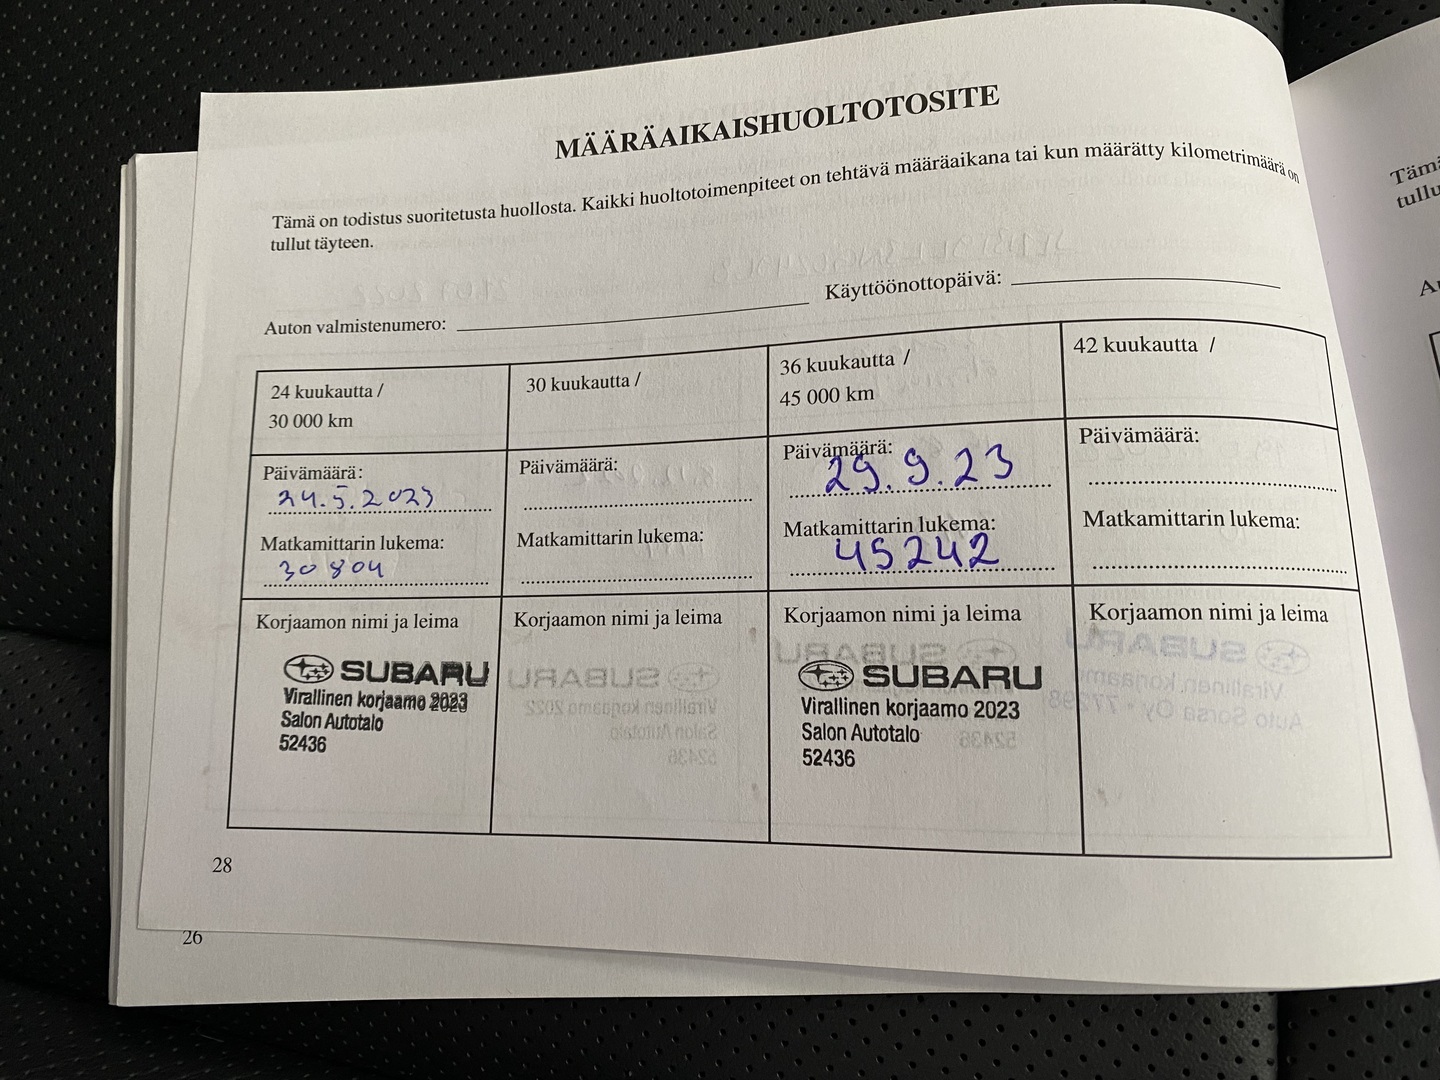 MÄÄRÄAIKAISHUOLTOTOSITE
Tämä on todistus suoritetusta huollosta. Kaikki huoltotoimenpiteet on tehtävä määräaikana tai kun määrätty kilometrimäärä on
tullut täyteen.
Auton valmistenumero:
Käyttöönottopäivä:
24 kuukautta /
30 000 km
Päivämäärä:
24.5.2023
Matkamittarin lukema:
30804
Korjaamon nimi ja leima
SUBARU
Virallinen korjaamo 2023
Salon Autotalo
52436
30 kuukautta /
Päivämäärä:
Matkamittarin lukema:
Korjaamon nimi ja leima
36 kuukautta /
45 000 km
Päivämäärä:
29.9.23
Matkamittarin lukema:
45242
Korjaamon nimi ja leima
SUBARU
Virallinen korjaamo 2023
Salon Autotalo
52436
42 kuukautta /
Päivämäärä:
Matkamittarin lukema:
Korjaamon nimi ja leima
28
26